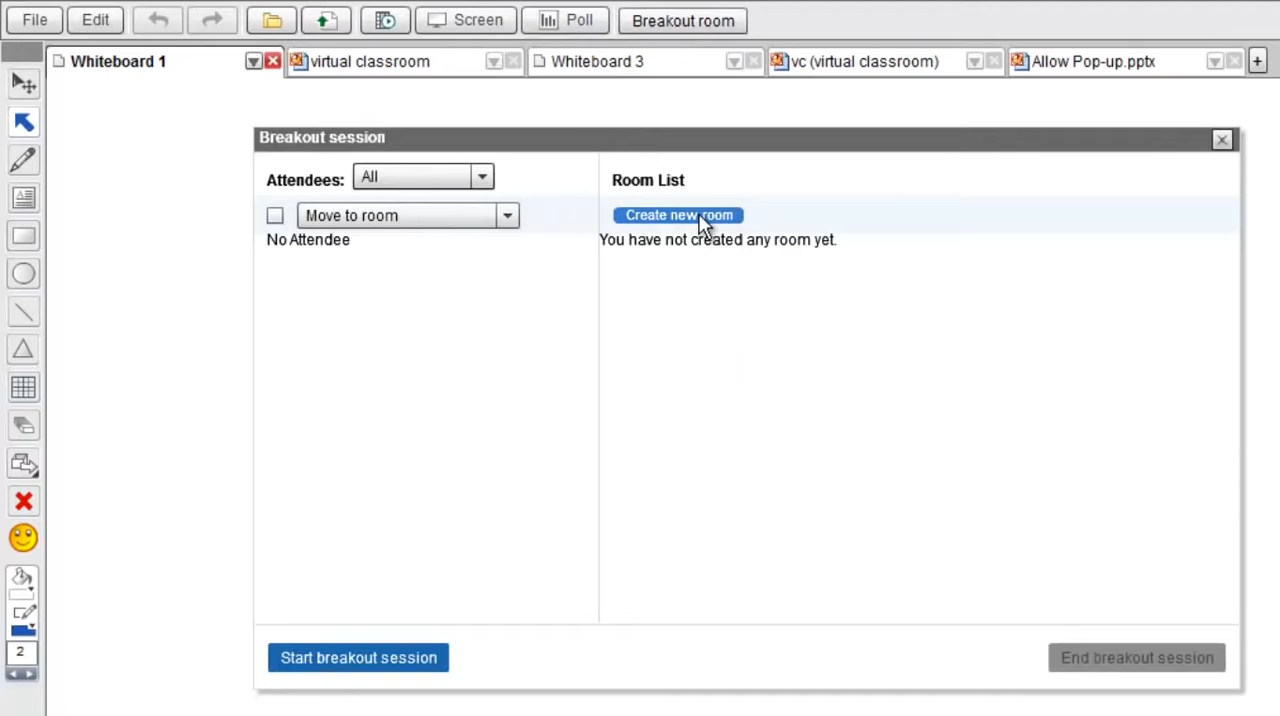 File Edit Screen Poll Breakout room
Whiteboard 1 virtual classroom Whiteboard 3 vc (virtual classroom) Allow Pop-up.pptx +
Breakout session
Attendees: All Room List
Move to room Create new room
No Attendee You have not created any room yet.
2
Start breakout session End breakout session